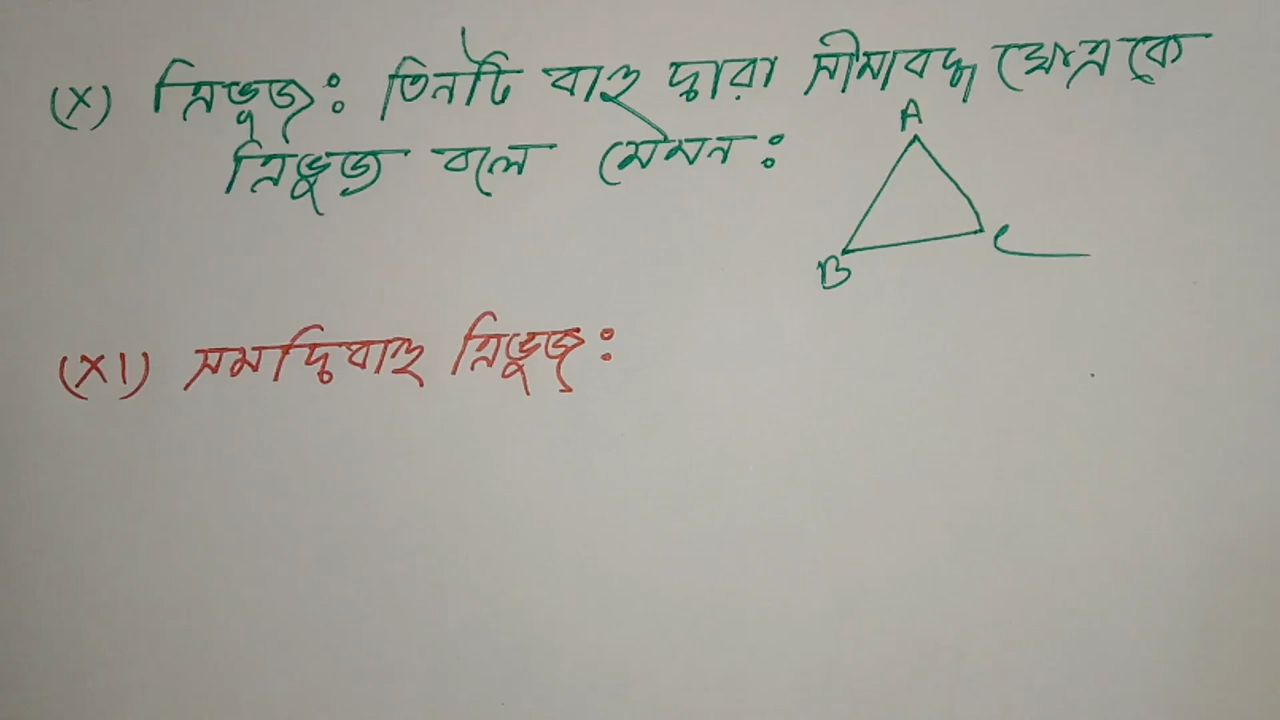 (X) ত্রিভুজ: তিনটি বাহু দ্বারা সীমাবদ্ধ ক্ষেত্রকে
ত্রিভুজ বলে যেমন:
A
B
C
(XI) সমদ্বিবাহু ত্রিভুজ: